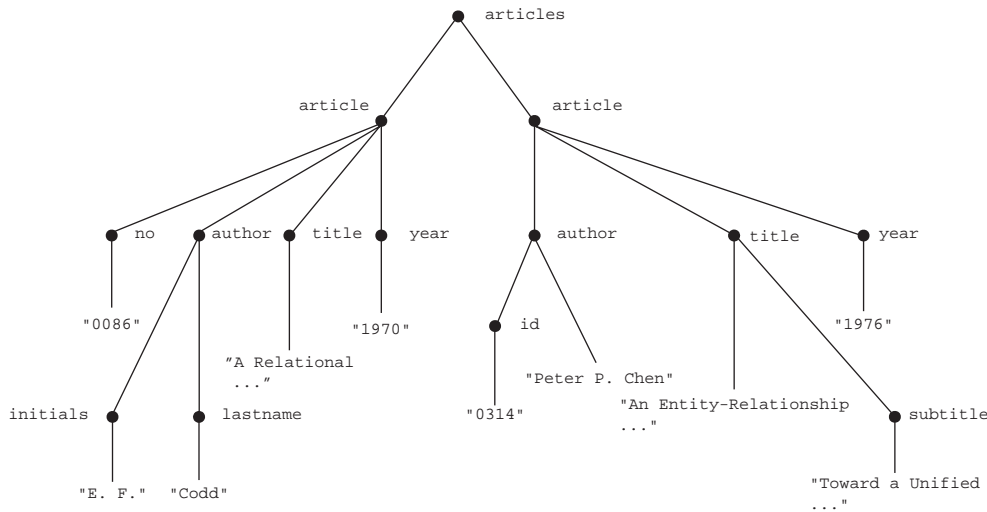 articles
article
article
no
author
title
year
author
title
year
"0086"
"1970"
id
"1976"
"A Relational
..."
"Peter P. Chen"
"An Entity-Relationship
..."
"0314"
initials
lastname
subtitle
"E. F."
"Codd"
"Toward a Unified
..."